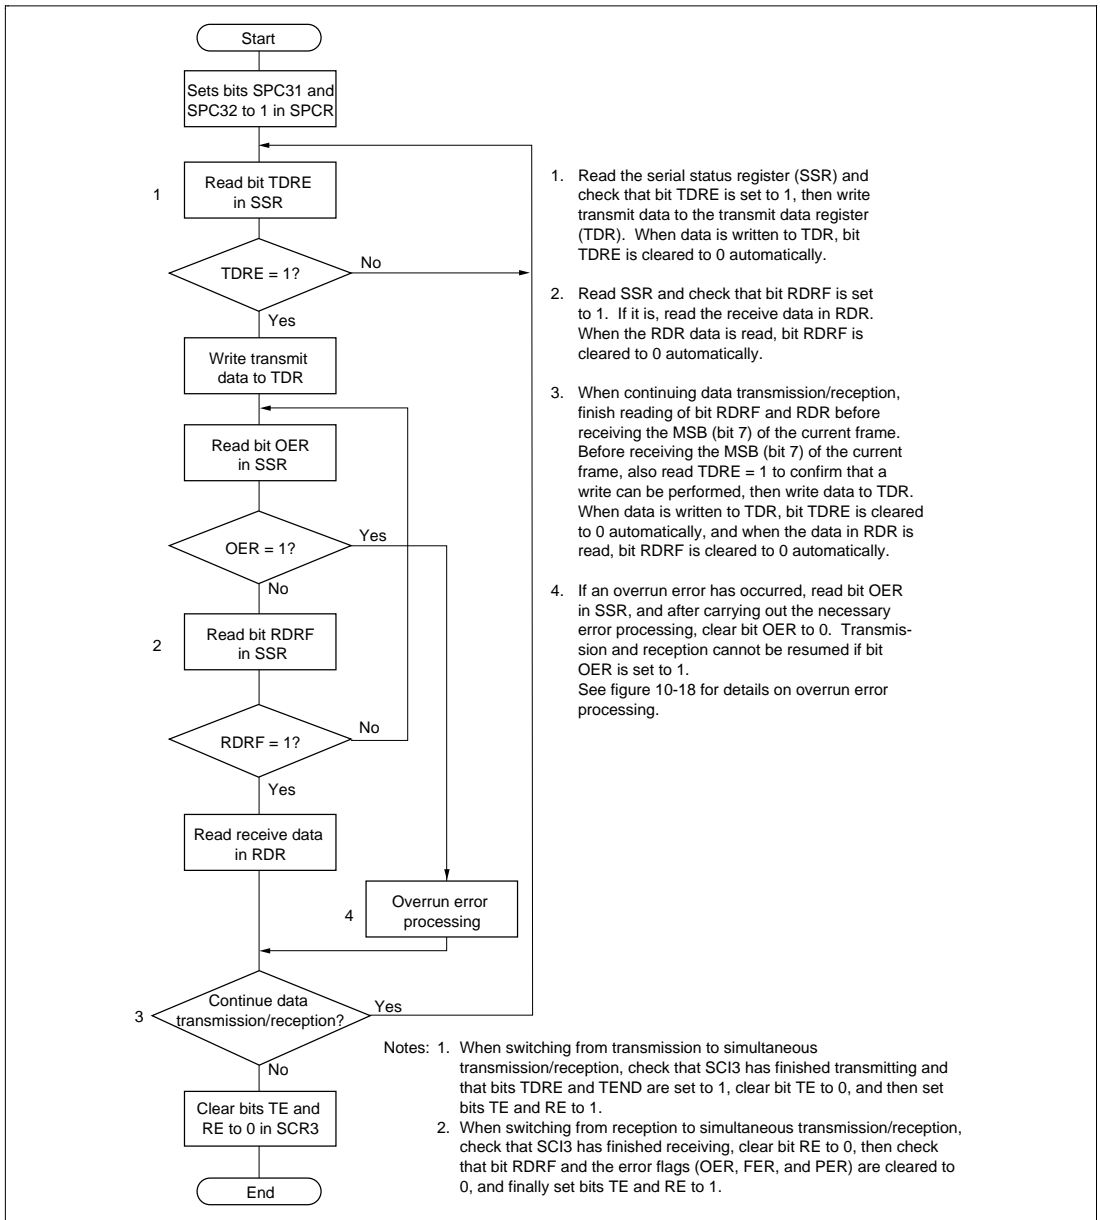 Start
Sets bits SPC31 and
SPC32 to 1 in SPCR
1
Read bit TDRE
in SSR
TDRE = 1?
No
Yes
Write transmit
data to TDR
Read bit OER
in SSR
OER = 1?
Yes
No
2
Read bit RDRF
in SSR
RDRF = 1?
No
Yes
Read receive data
in RDR
4
Overrun error
processing
3
Continue data
transmission/reception?
Yes
No
Clear bits TE and
RE to 0 in SCR3
End
1. Read the serial status register (SSR) and
check that bit TDRE is set to 1, then write
transmit data to the transmit data register
(TDR). When data is written to TDR, bit
TDRE is cleared to 0 automatically.
2. Read SSR and check that bit RDRF is set
to 1. If it is, read the receive data in RDR.
When the RDR data is read, bit RDRF is
cleared to 0 automatically.
3. When continuing data transmission/reception,
finish reading of bit RDRF and RDR before
receiving the MSB (bit 7) of the current frame.
Before receiving the MSB (bit 7) of the current
frame, also read TDRE = 1 to confirm that a
write can be performed, then write data to TDR.
When data is written to TDR, bit TDRE is cleared
to 0 automatically, and when the data in RDR is
read, bit RDRF is cleared to 0 automatically.
4. If an overrun error has occurred, read bit OER
in SSR, and after carrying out the necessary
error processing, clear bit OER to 0. Transmis-
sion and reception cannot be resumed if bit
OER is set to 1.
See figure 10-18 for details on overrun error
processing.
Notes: 1. When switching from transmission to simultaneous
transmission/reception, check that SCI3 has finished transmitting and
that bits TDRE and TEND are set to 1, clear bit TE to 0, and then set
bits TE and RE to 1.
2. When switching from reception to simultaneous transmission/reception,
check that SCI3 has finished receiving, clear bit RE to 0, then check
that bit RDRF and the error flags (OER, FER, and PER) are cleared to
0, and finally set bits TE and RE to 1.